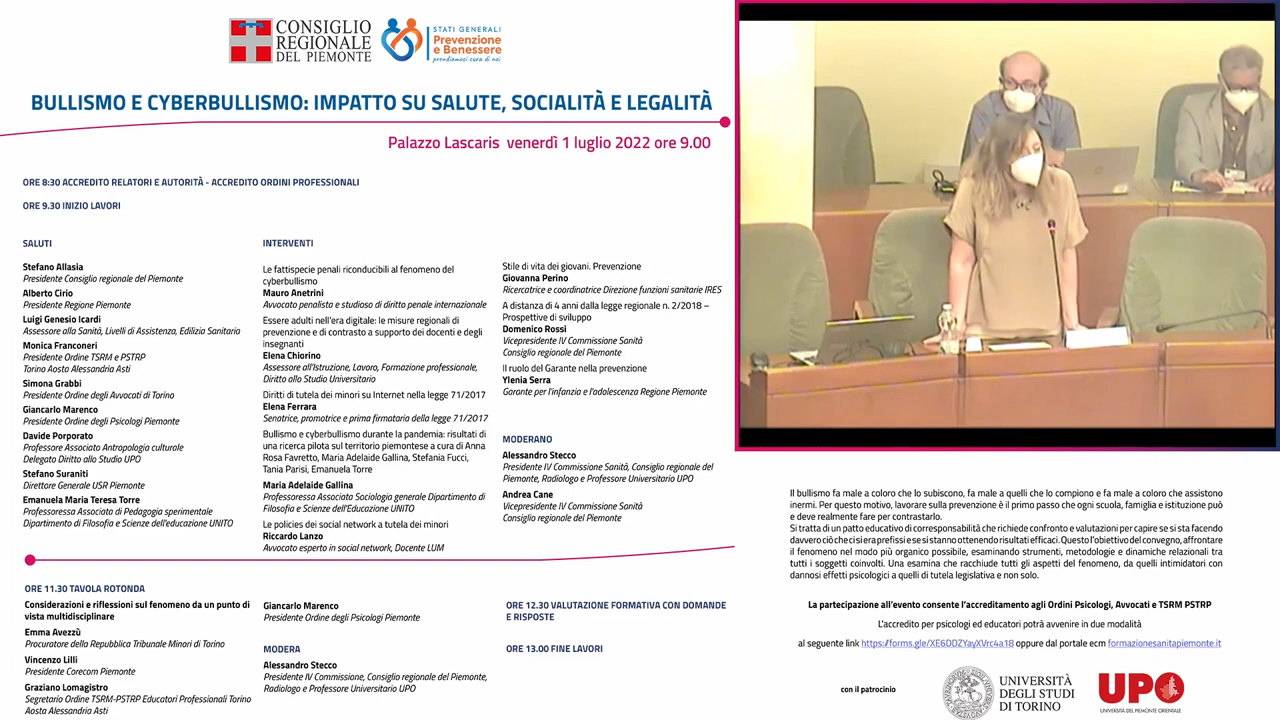 CONSIGLIO
REGIONALE
DEL PIEMONTE
STATI GENERALI
Prevenzione
e Benessere
prendiamoci cura di noi
BULLISMO E CYBERBULLISMO: IMPATTO SU SALUTE, SOCIALITÀ E LEGALITÀ
Palazzo Lascaris venerdì 1 luglio 2022 ore 9.00
ORE 8:30 ACCREDITO RELATORI E AUTORITÀ - ACCREDITO ORDINI PROFESSIONALI
ORE 9.30 INIZIO LAVORI
SALUTI
Stefano Allasia
Presidente Consiglio regionale del Piemonte
Alberto Cirio
Presidente Regione Piemonte
Luigi Genesio Icardi
Assessore alla Sanità, Livelli di Assistenza, Edilizia Sanitaria
Monica Franconeri
Presidente Ordine TSRM e PSTRP
Torino Aosta Alessandria Asti
Simona Grabbi
Presidente Ordine degli Avvocati di Torino
Giancarlo Marenco
Presidente Ordine degli Psicologi Piemonte
Davide Porporato
Professore Associato Antropologia culturale
Delegato Diritto allo Studio UPO
Stefano Suraniti
Direttore Generale USR Piemonte
Emanuela Maria Teresa Torre
Professoressa Associata di Pedagogia sperimentale
Dipartimento di Filosofia e Scienze dell'educazione UNITO
INTERVENTI
Le fattispecie penali riconducibili al fenomeno del
cyberbullismo
Mauro Anetrini
Avvocato penalista e studioso di diritto penale internazionale
Essere adulti nell'era digitale: le misure regionali di
prevenzione e di contrasto a supporto dei docenti e degli
insegnanti
Elena Chiorino
Assessore all'Istruzione, Lavoro, Formazione professionale,
Diritto allo Studio Universitario
Diritti di tutela dei minori su Internet nella legge 71/2017
Elena Ferrara
Senatrice, promotrice e prima firmataria della legge 71/2017
Bullismo e cyberbullismo durante la pandemia: risultati di
una ricerca pilota sul territorio piemontese a cura di Anna
Rosa Favretto, Maria Adelaide Gallina, Stefania Fucci,
Tania Parisi, Emanuela Torre
Maria Adelaide Gallina
Professoressa Associata Sociologia generale Dipartimento di
Filosofia e Scienze dell'educazione UNITO
Le policies dei social network a tutela dei minori
Riccardo Lanzo
Avvocato esperto in social network, Docente LUM
Stile di vita dei giovani. Prevenzione
Giovanna Perino
Ricercatrice e coordinatrice Direzione funzioni sanitarie IRES
A distanza di 4 anni dalla legge regionale n. 2/2018 –
Prospettive di sviluppo
Domenico Rossi
Vicepresidente IV Commissione Sanità
Consiglio regionale del Piemonte
Il ruolo del Garante nella prevenzione
Ylenia Serra
Garante per l'infanzia e l'adolescenza Regione Piemonte
MODERANO
Alessandro Stecco
Presidente IV Commissione Sanità, Consiglio regionale del
Piemonte, Radiologo e Professore Universitario UPO
Andrea Cane
Vicepresidente IV Commissione Sanità
Consiglio regionale del Piemonte
ORE 11.30 TAVOLA ROTONDA
Considerazioni e riflessioni sul fenomeno da un punto di
vista multidisciplinare
Emma Avezzù
Procuratore della Repubblica Tribunale Minori di Torino
Vincenzo Lilli
Presidente Corecom Piemonte
Graziano Lomagistro
Segretario Ordine TSRM-PSTRP Educatori Professionali Torino
Aosta Alessandria Asti
Giancarlo Marenco
Presidente Ordine degli Psicologi Piemonte
MODERA
Alessandro Stecco
Presidente IV Commissione, Consiglio regionale del Piemonte,
Radiologo e Professore Universitario UPO
ORE 12.30 VALUTAZIONE FORMATIVA CON DOMANDE
E RISPOSTE
ORE 13.00 FINE LAVORI
Il bullismo fa male a coloro che lo subiscono, fa male a quelli che lo compiono e fa male a coloro che assistono
inermi. Per questo motivo, lavorare sulla prevenzione è il primo passo che ogni scuola, famiglia e istituzione può
e deve realmente fare per contrastarlo.
Si tratta di un patto educativo di corresponsabilità che richiede confronto e valutazioni per capire se si sta facendo
davvero ciò che ci si era prefissi e se si stanno ottenendo risultati efficaci. Questo l'obiettivo del convegno, affrontare
il fenomeno nel modo più organico possibile, esaminando strumenti, metodologie e dinamiche relazionali tra
tutti i soggetti coinvolti. Una esamina che racchiude tutti gli aspetti del fenomeno, da quelli intimidatori con
dannosi effetti psicologici a quelli di tutela legislativa e non solo.
La partecipazione all'evento consente l'accreditamento agli Ordini Psicologi, Avvocati e TSRM PSTRP
L'accredito per psicologi ed educatori potrà avvenire in due modalità
al seguente link https://forms.gle/XE6DDZYayXVrc4a18 oppure dal portale ecm formazionesanitapiemonte.it
con il patrocinio
UNIVERSITÀ
DEGLI STUDI
DI TORINO
UPO
UNIVERSITÀ DEL PIEMONTE ORIENTALE